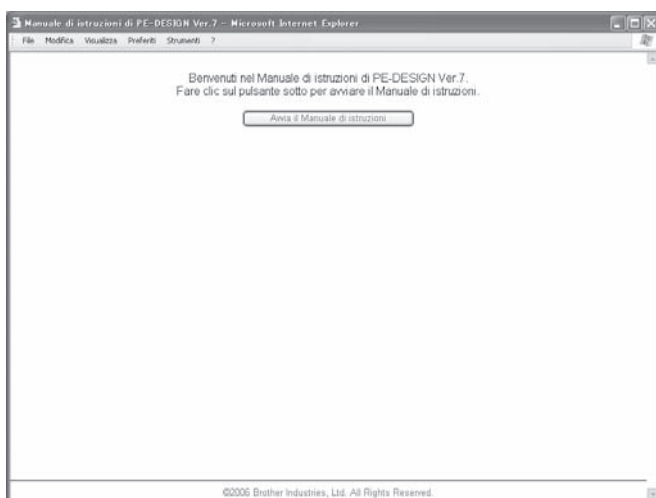 Manuale di istruzioni di PE-DESIGN Ver.7 - Microsoft Internet Explorer
File Modifica Visualizza Preferiti Strumenti ?
Benvenuti nel Manuale di istruzioni di PE-DESIGN Ver.7.
Fare clic sul pulsante sotto per avviare il Manuale di istruzioni.
Avvia il Manuale di istruzioni
©2006 Brother Industries, Ltd. All Rights Reserved.